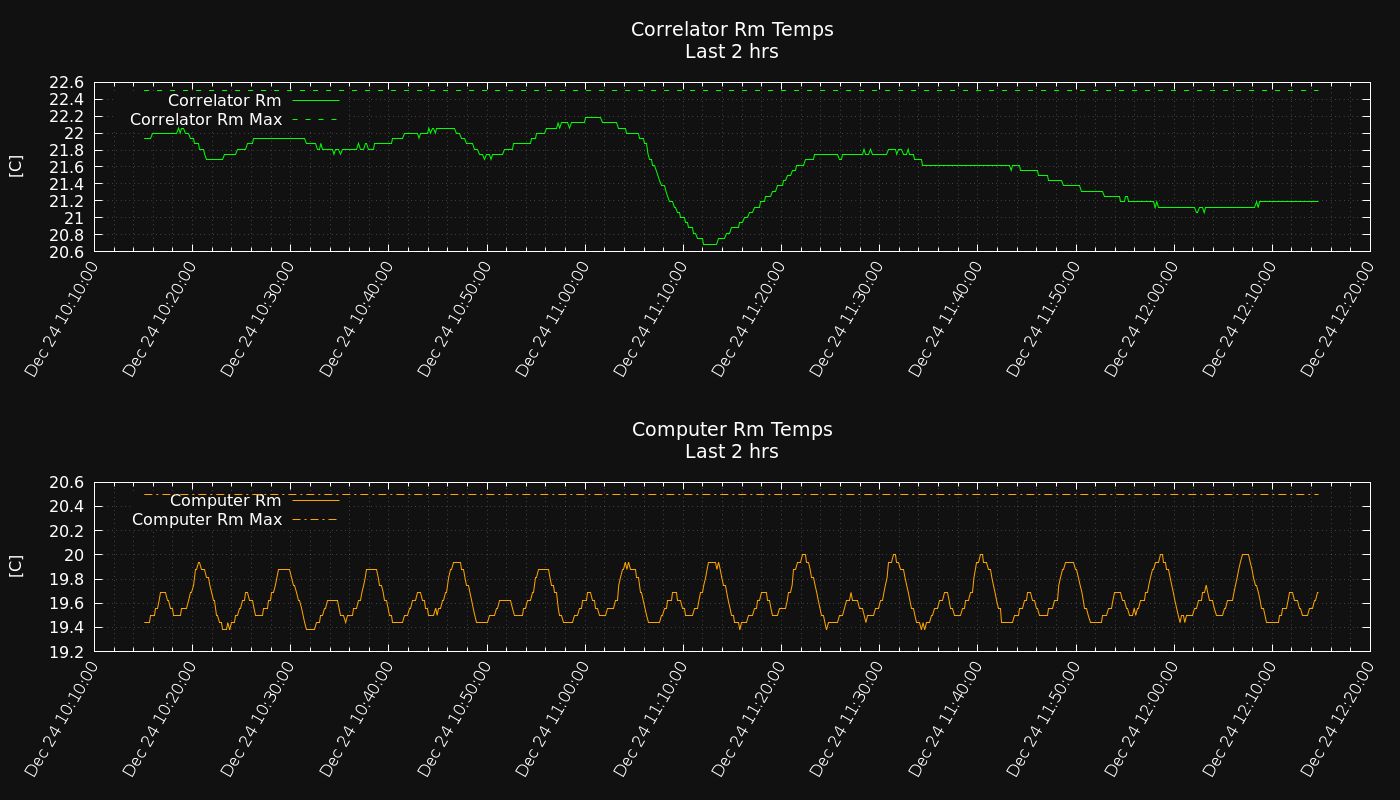 Correlator Rm Temps
Last 2 hrs
22.6
22.4
22.2
22
21.8
21.6
21.4
21.2
21
20.8
20.6
[C]
Correlator Rm
Correlator Rm Max
Dec 24 10:10:00
Dec 24 10:20:00
Dec 24 10:30:00
Dec 24 10:40:00
Dec 24 10:50:00
Dec 24 11:00:00
Dec 24 11:10:00
Dec 24 11:20:00
Dec 24 11:30:00
Dec 24 11:40:00
Dec 24 11:50:00
Dec 24 12:00:00
Dec 24 12:10:00
Dec 24 12:20:00
Computer Rm Temps
Last 2 hrs
20.6
20.4
20.2
20
19.8
19.6
19.4
19.2
[C]
Computer Rm
Computer Rm Max
Dec 24 10:10:00
Dec 24 10:20:00
Dec 24 10:30:00
Dec 24 10:40:00
Dec 24 10:50:00
Dec 24 11:00:00
Dec 24 11:10:00
Dec 24 11:20:00
Dec 24 11:30:00
Dec 24 11:40:00
Dec 24 11:50:00
Dec 24 12:00:00
Dec 24 12:10:00
Dec 24 12:20:00